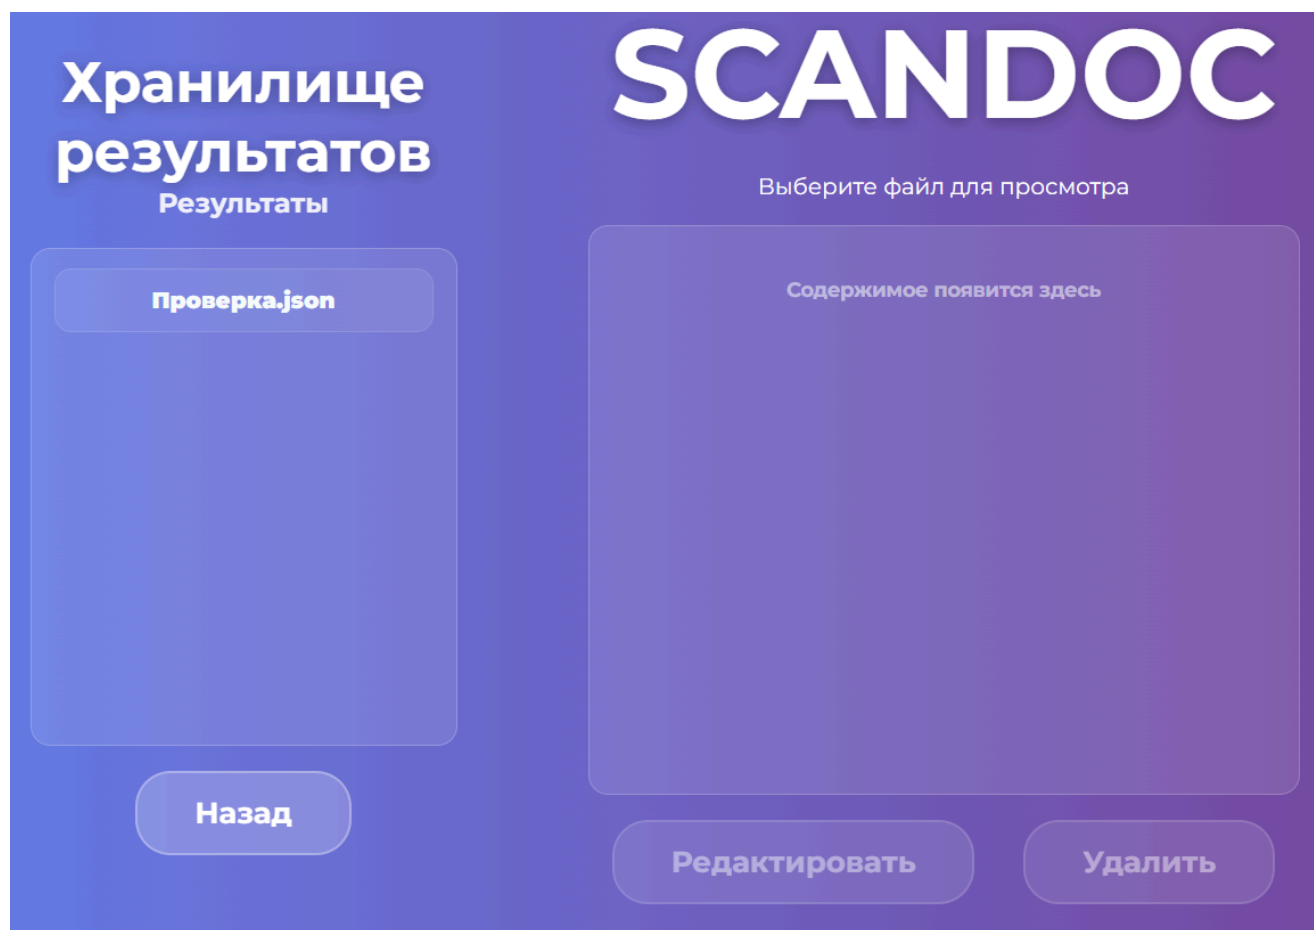 Хранилище
результатов
Результаты
Проверка.json
Назад
SCANDOC
Выберите файл для просмотра
Содержимое появится здесь
Редактировать
Удалить